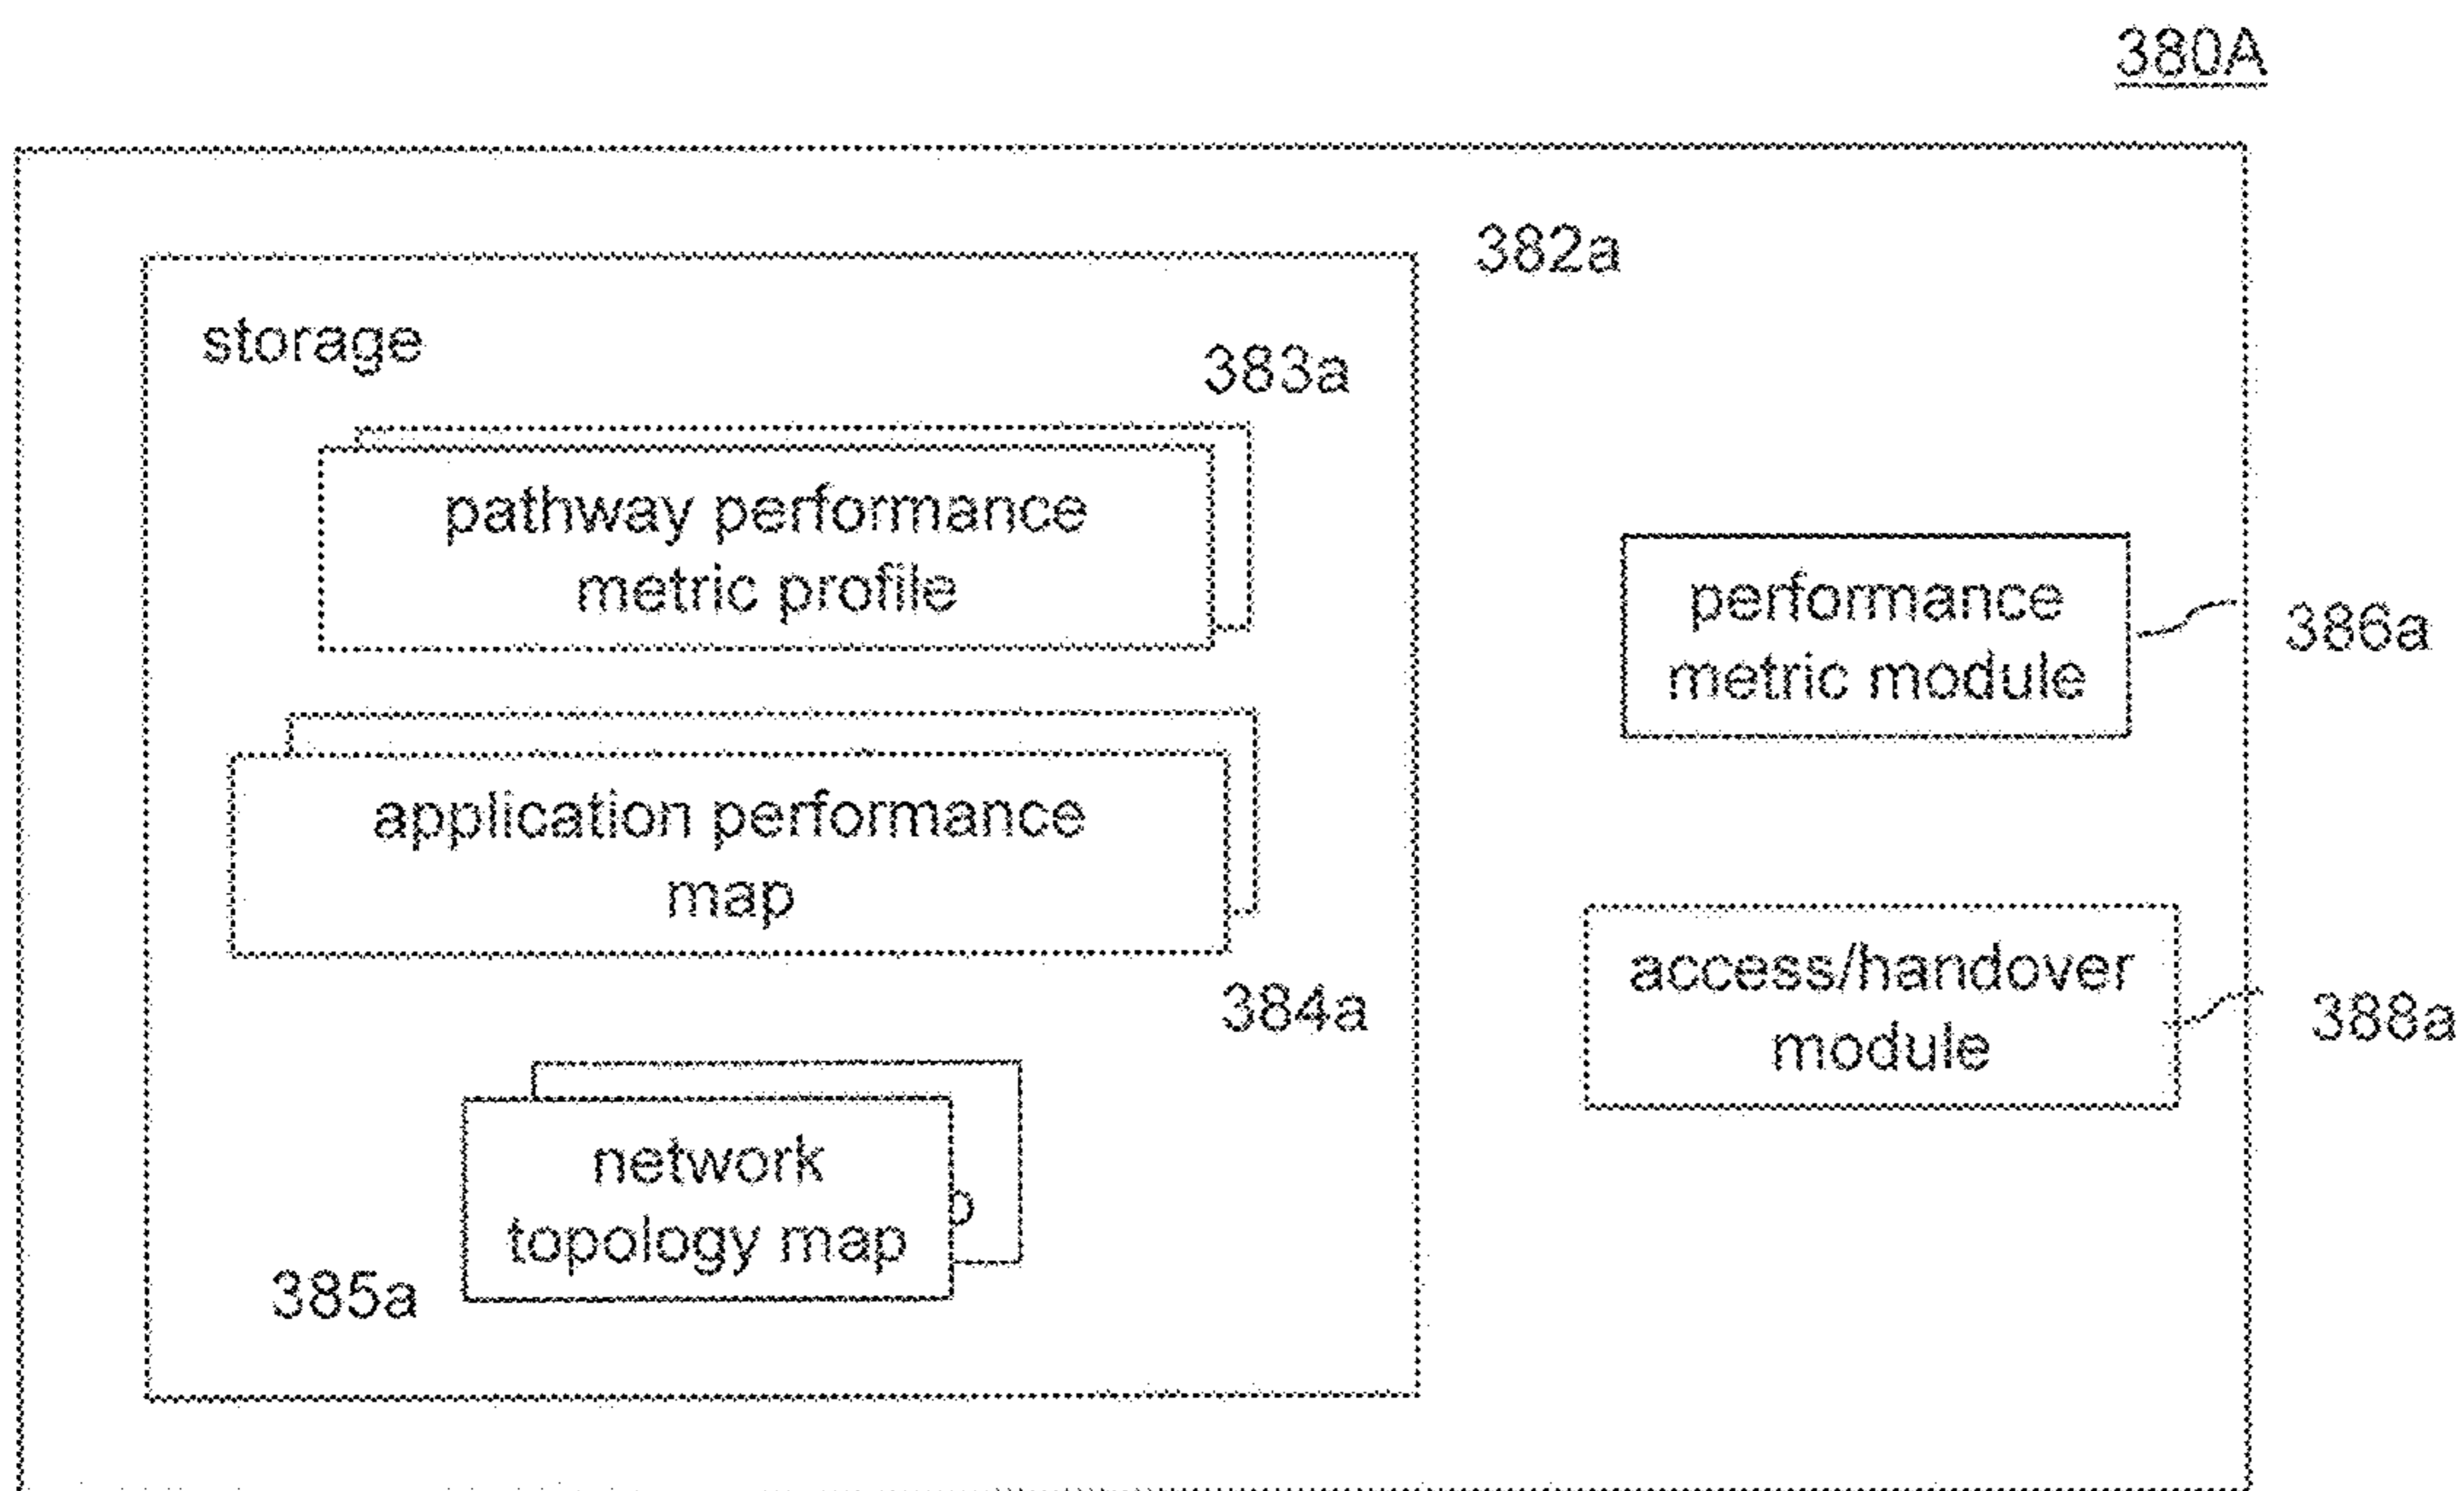 380A
382a
storage
383a
pathway performance
metric profile
performance
metric module
386a
application performance
map
384a
access/handover
module
388a
network
topology map
385a